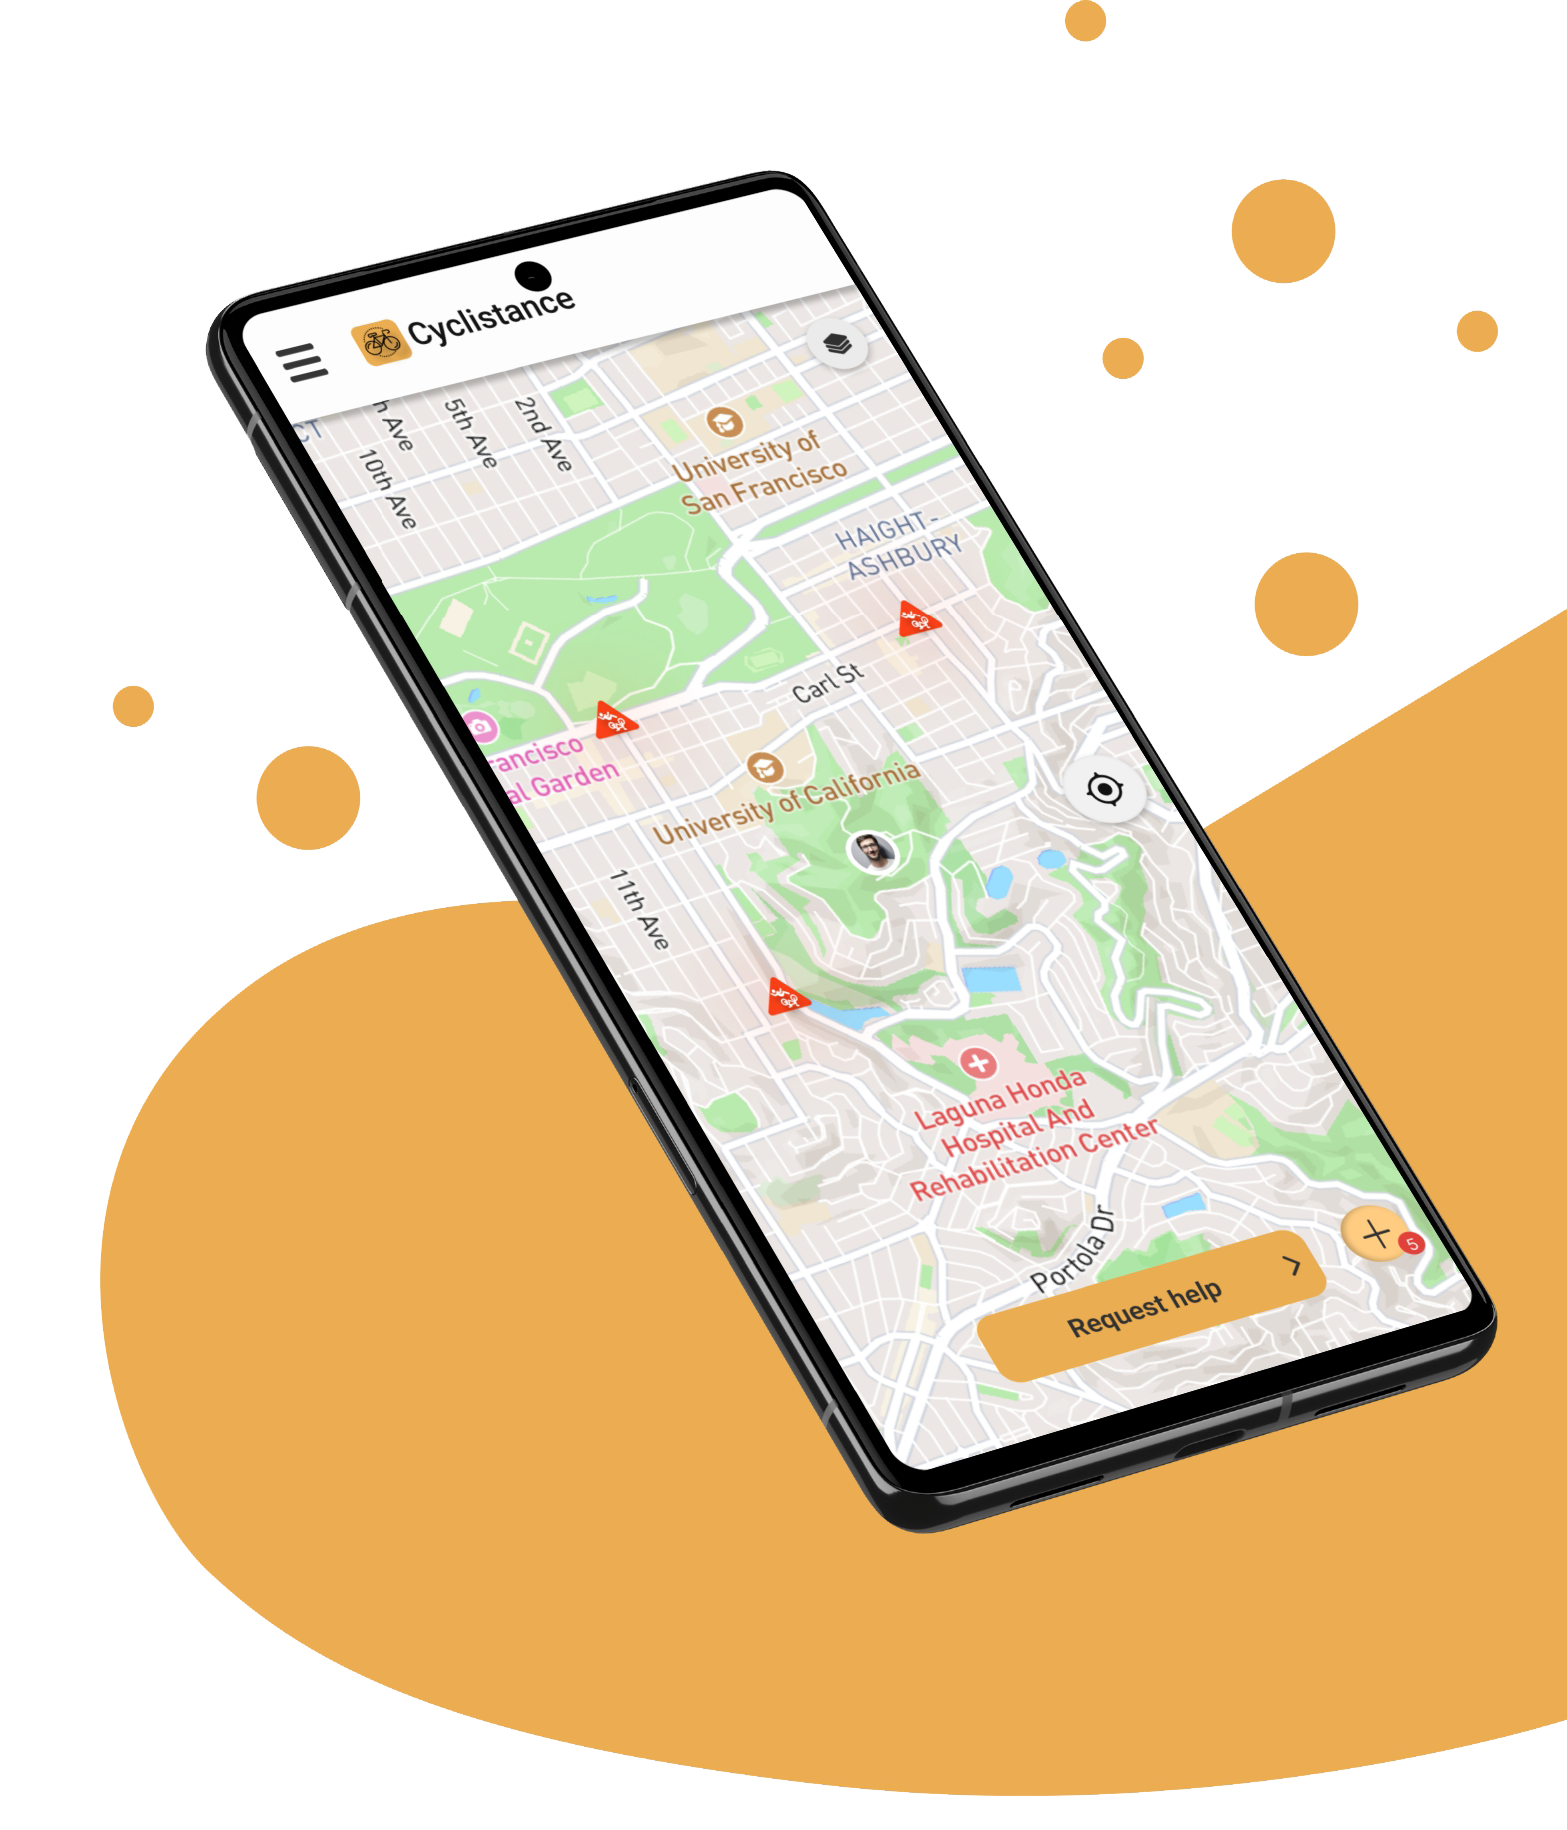 Cyclistance
CT
h Ave
5th Ave
2nd Ave
10th Ave
University of
San Francisco
HAIGHT-
ASHBURY
Carl St
rancisco
al Garden
University of California
11th Ave
Laguna Honda
Hospital And
Rehabilitation Center
Portola Dr
5
Request help